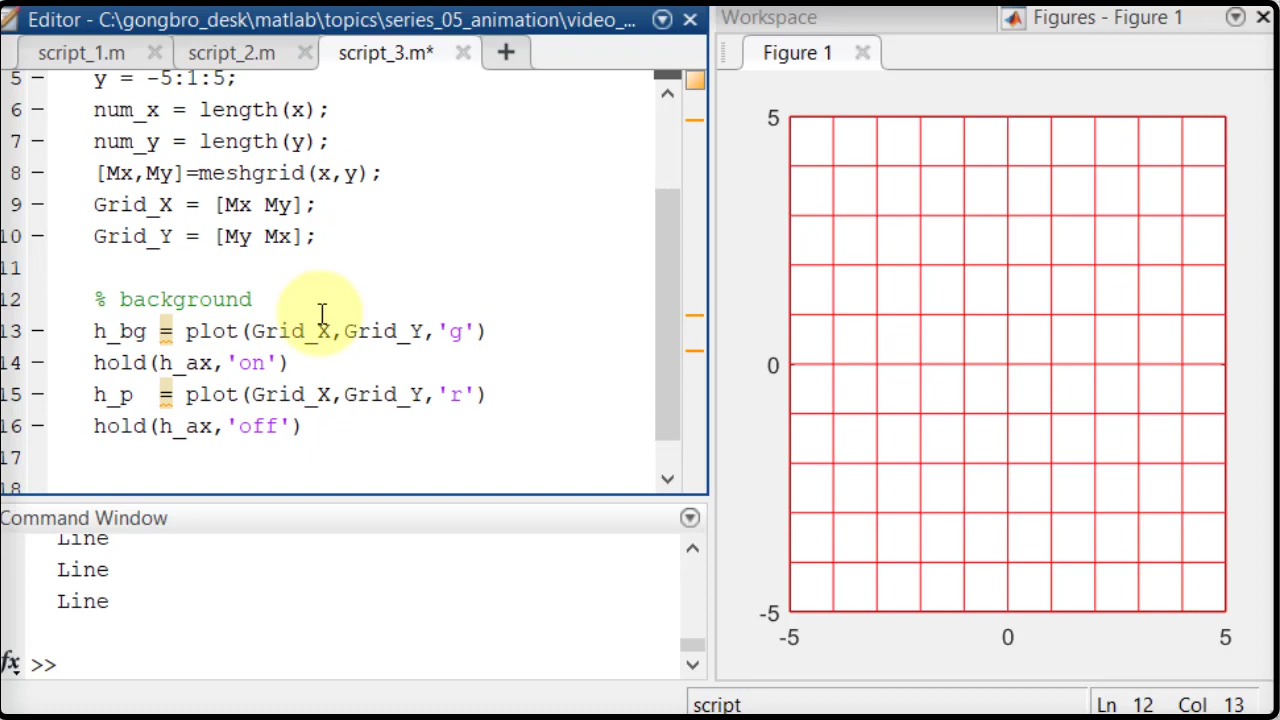 Editor - C:\gongbro_desk\matlab\topics\series_05_animation\video_...
Workspace
Figures - Figure 1
script_1.m
script_2.m
script_3.m*
+
Figure 1
5 - y = -5:1:5;
6 - num_x = length(x);
7 - num_y = length(y);
8 - [Mx,My]=meshgrid(x,y);
9 - Grid_X = [Mx My];
10 - Grid_Y = [My Mx];
11
12 % background
13 - h_bg = plot(Grid_X,Grid_Y,'g')
14 - hold(h_ax,'on')
15 - h_p = plot(Grid_X,Grid_Y,'r')
16 - hold(h_ax,'off')
17
18
Command Window
Line
Line
Line
fx >>
5
0
-5
-5 0 5
script
Ln 12 Col 13